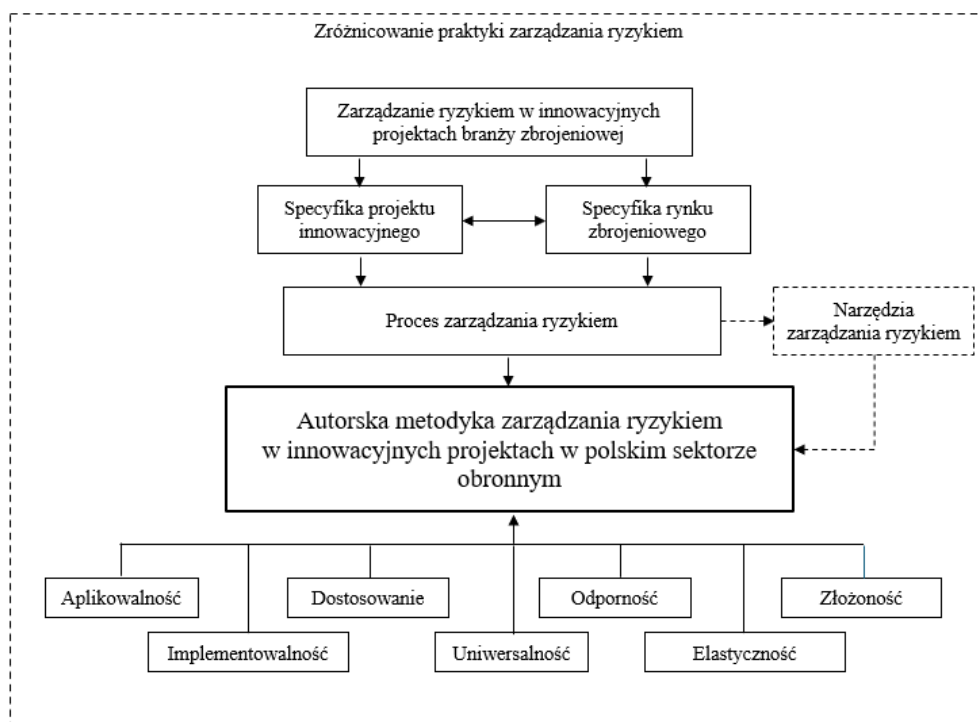 Zróżnicowanie praktyki zarządzania ryzykiem
Zarządzanie ryzykiem w innowacyjnych
projektach branży zbrojeniowej
Specyfika projektu
innowacyjnego
Specyfika rynku
zbrojeniowego
Proces zarządzania ryzykiem
Narzędzia
zarządzania ryzykiem
Autorska metodyka zarządzania ryzykiem
w innowacyjnych projektach w polskim sektorze
obronnym
Aplikowalność
Dostosowanie
Odporność
Złożoność
Implementowalność
Uniwersalność
Elastyczność